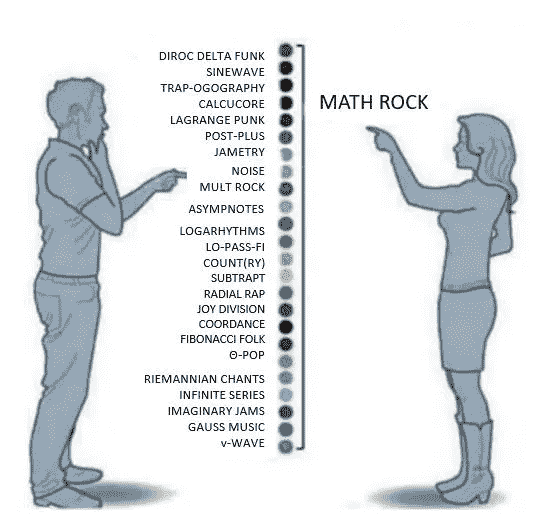 DIROC DELTA FUNK
SINEWAVE
TRAP-OGOGRAPHY
CALCUCORE
LAGRANGE PUNK
POST-PLUS
JAMETRY
NOISE
MULT ROCK
ASYMPNOTES
LOGARHYTHMS
LO-PASS-FI
COUNT(RY)
SUBTRAPT
RADIAL RAP
JOY DIVISION
COORDANCE
FIBONACCI FOLK
Θ-POP
RIEMANNIAN CHANTS
INFINITE SERIES
IMAGINARY JAMS
GAUSS MUSIC
v-WAVE
MATH ROCK